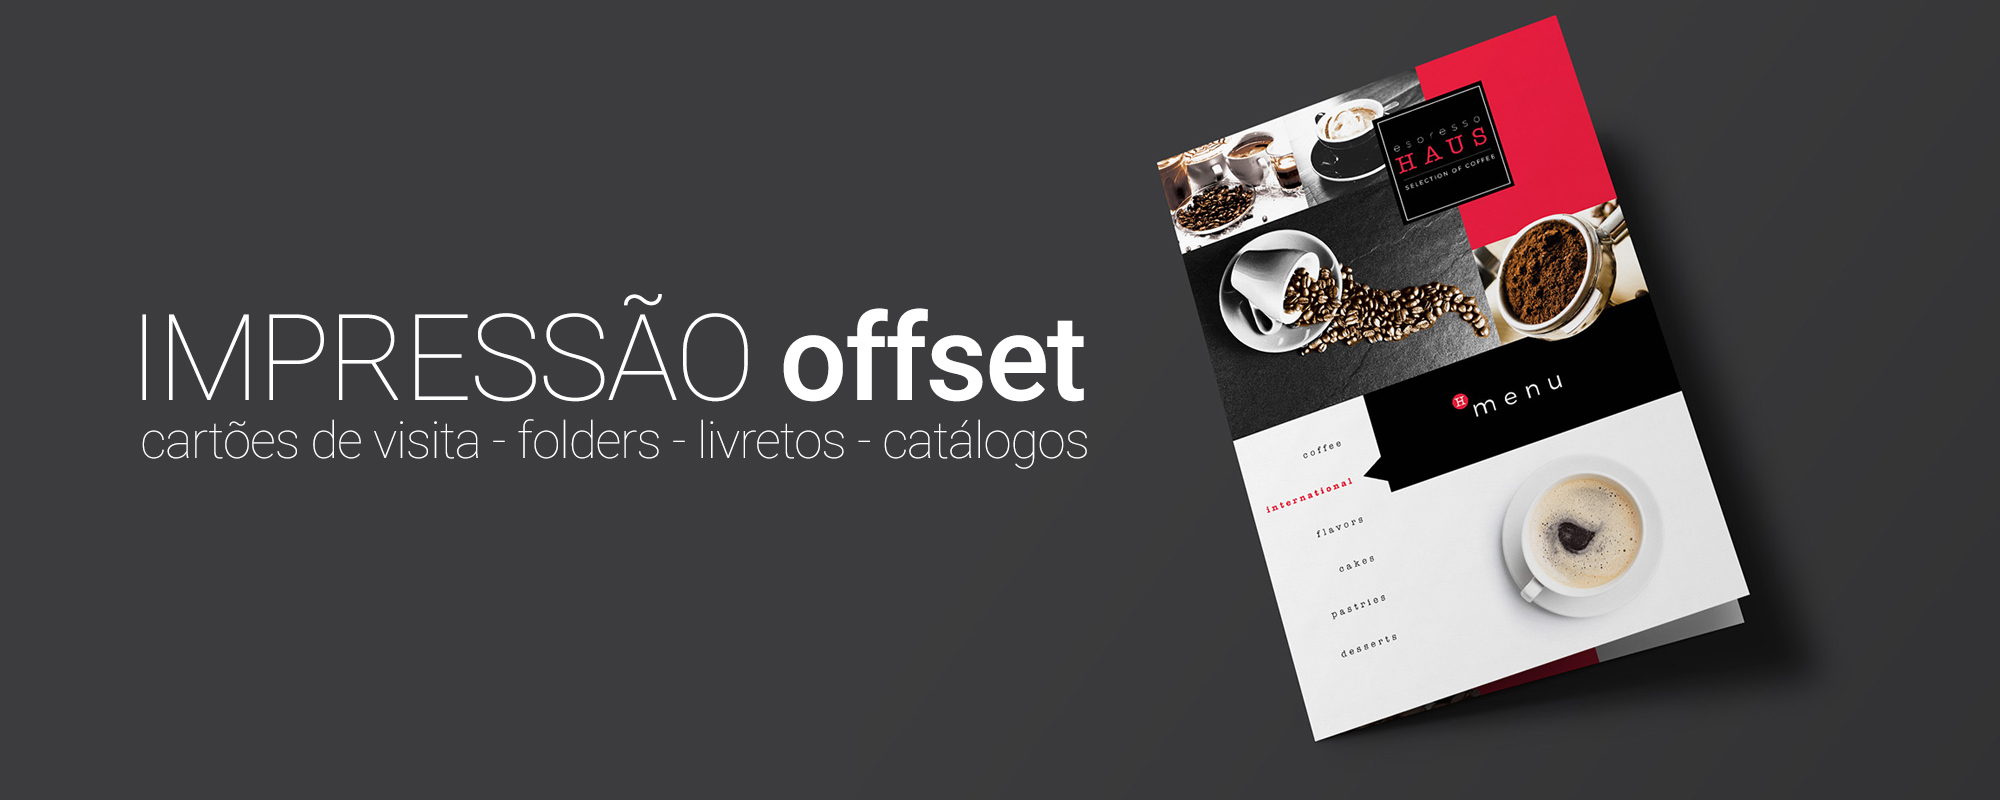 IMPRESSÃO offset
cartões de visita - folders - livretos - catálogos
espresso
HAUS
SELECTION OF COFFEE
H menu
coffee
international
flavors
cakes
pastries
desserts